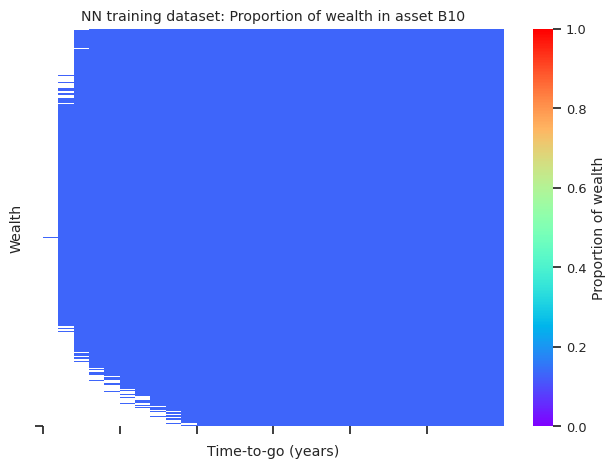 NN training dataset: Proportion of wealth in asset B10
Wealth
Time-to-go (years)
1.0
0.8
0.6
0.4
0.2
0.0
Proportion of wealth